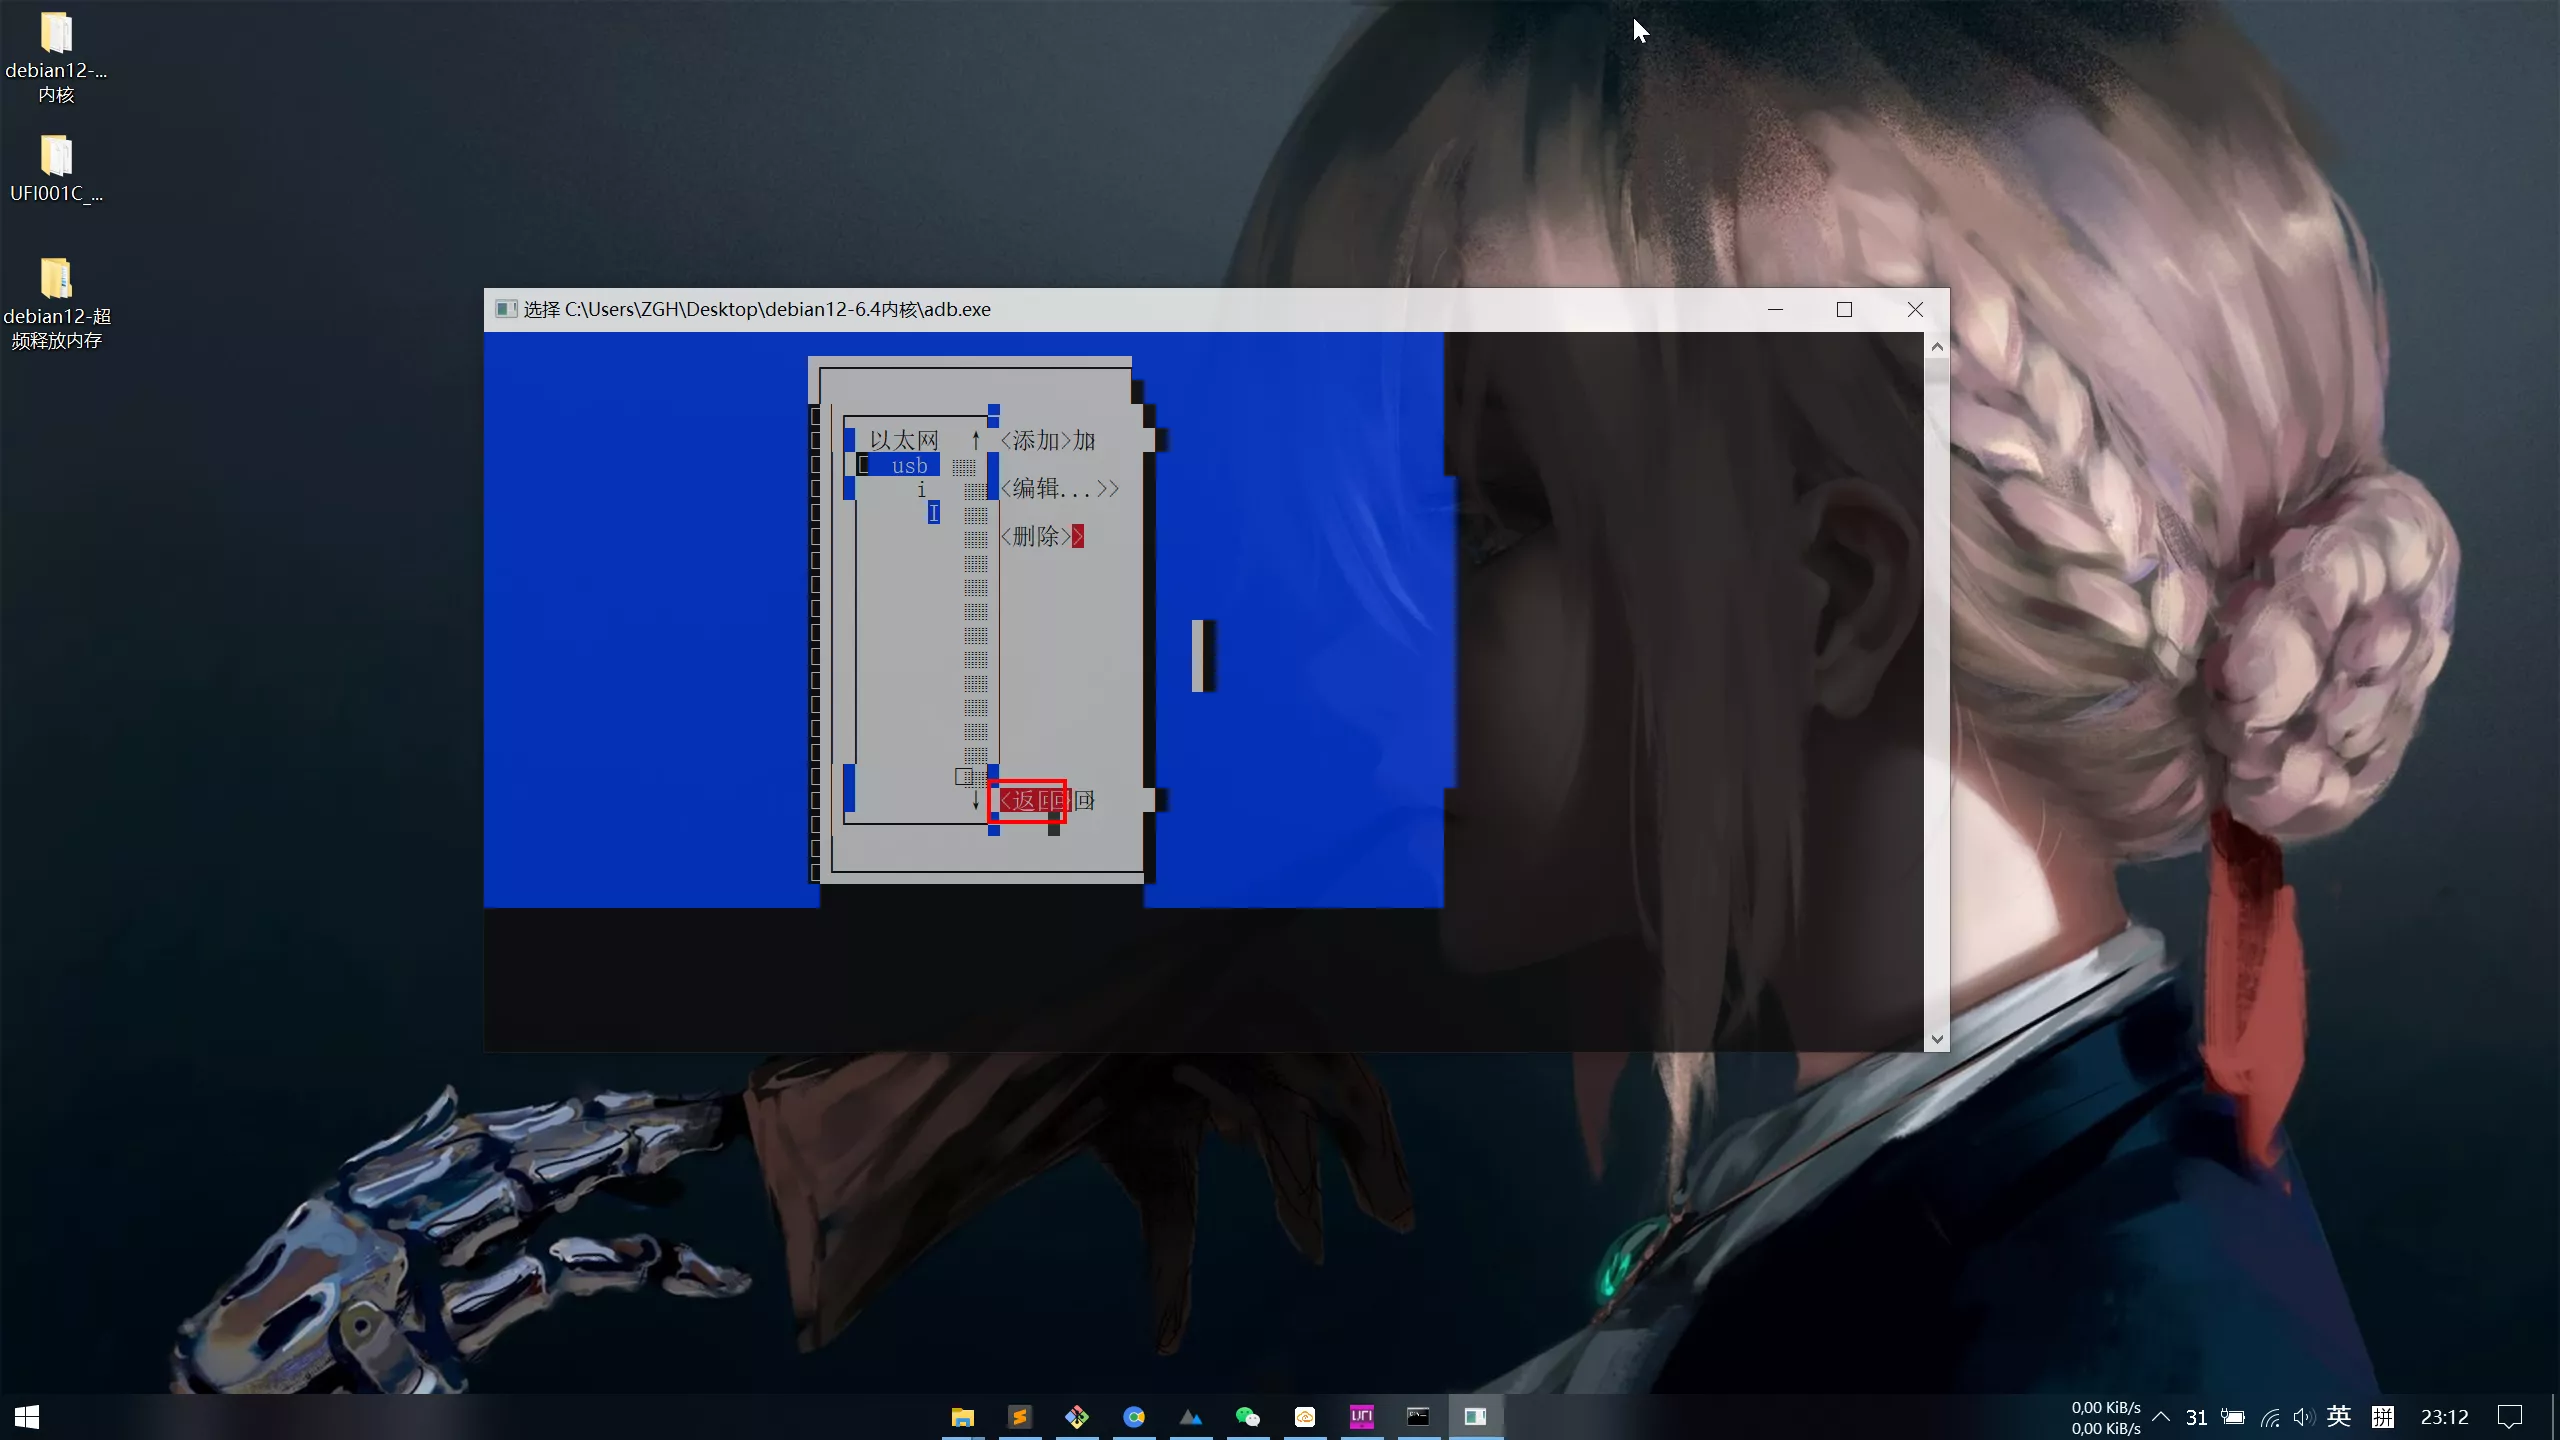 debian12-...
内核
UFI001C_...
debian12-超
频释放内存
选择 C:\Users\ZGH\Desktop\debian12-6.4内核\adb.exe
以太网 ↑ <添加>加
usb
i <编辑...>>
I
<删除>>
↓ <返回回
0,00 KiB/s
0,00 KiB/s
31
英
拼
23:12
UFI